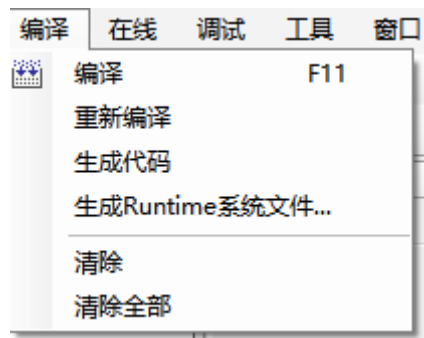 编译 在线 调试 工具 窗口
编译 F11
重新编译
生成代码
生成Runtime系统文件...
清除
清除全部